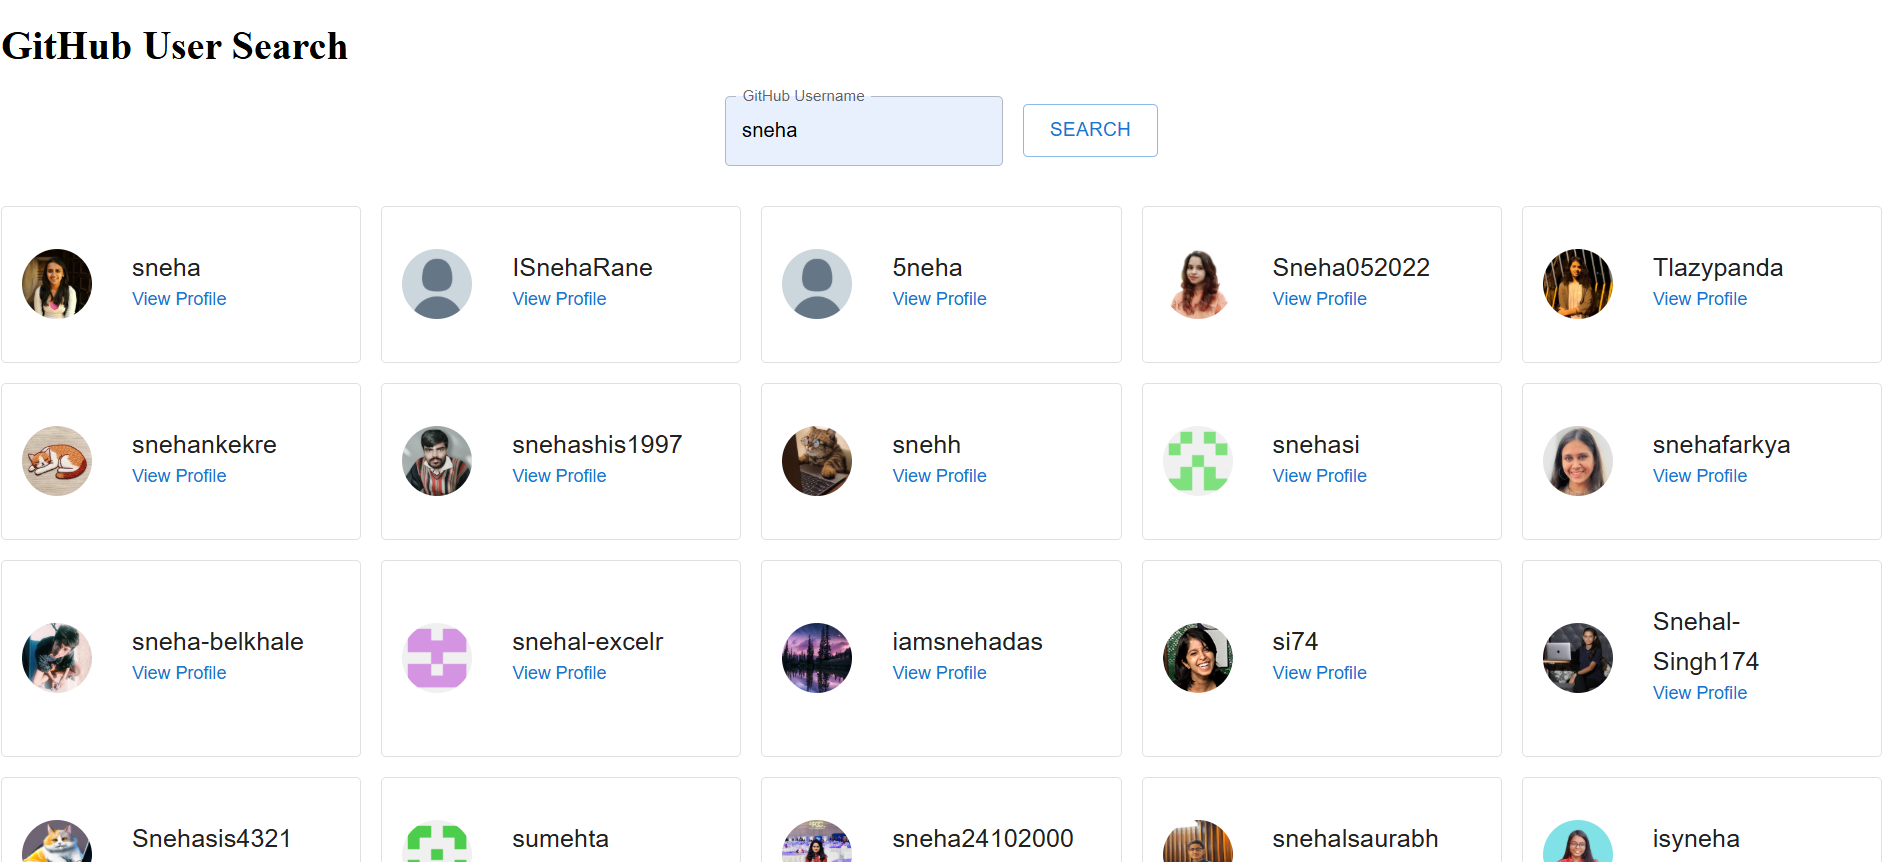 GitHub User Search
GitHub Username
sneha
SEARCH
sneha
View Profile
ISnehaRane
View Profile
5neha
View Profile
Sneha052022
View Profile
Tlazypanda
View Profile
snehankekre
View Profile
snehashis1997
View Profile
snehh
View Profile
snehasi
View Profile
snehafarkya
View Profile
sneha-belkhale
View Profile
snehal-excelr
View Profile
iamsnehadas
View Profile
si74
View Profile
Snehal-
Singh174
View Profile
Snehasis4321
sumehta
sneha24102000
snehalsaurabh
isyneha